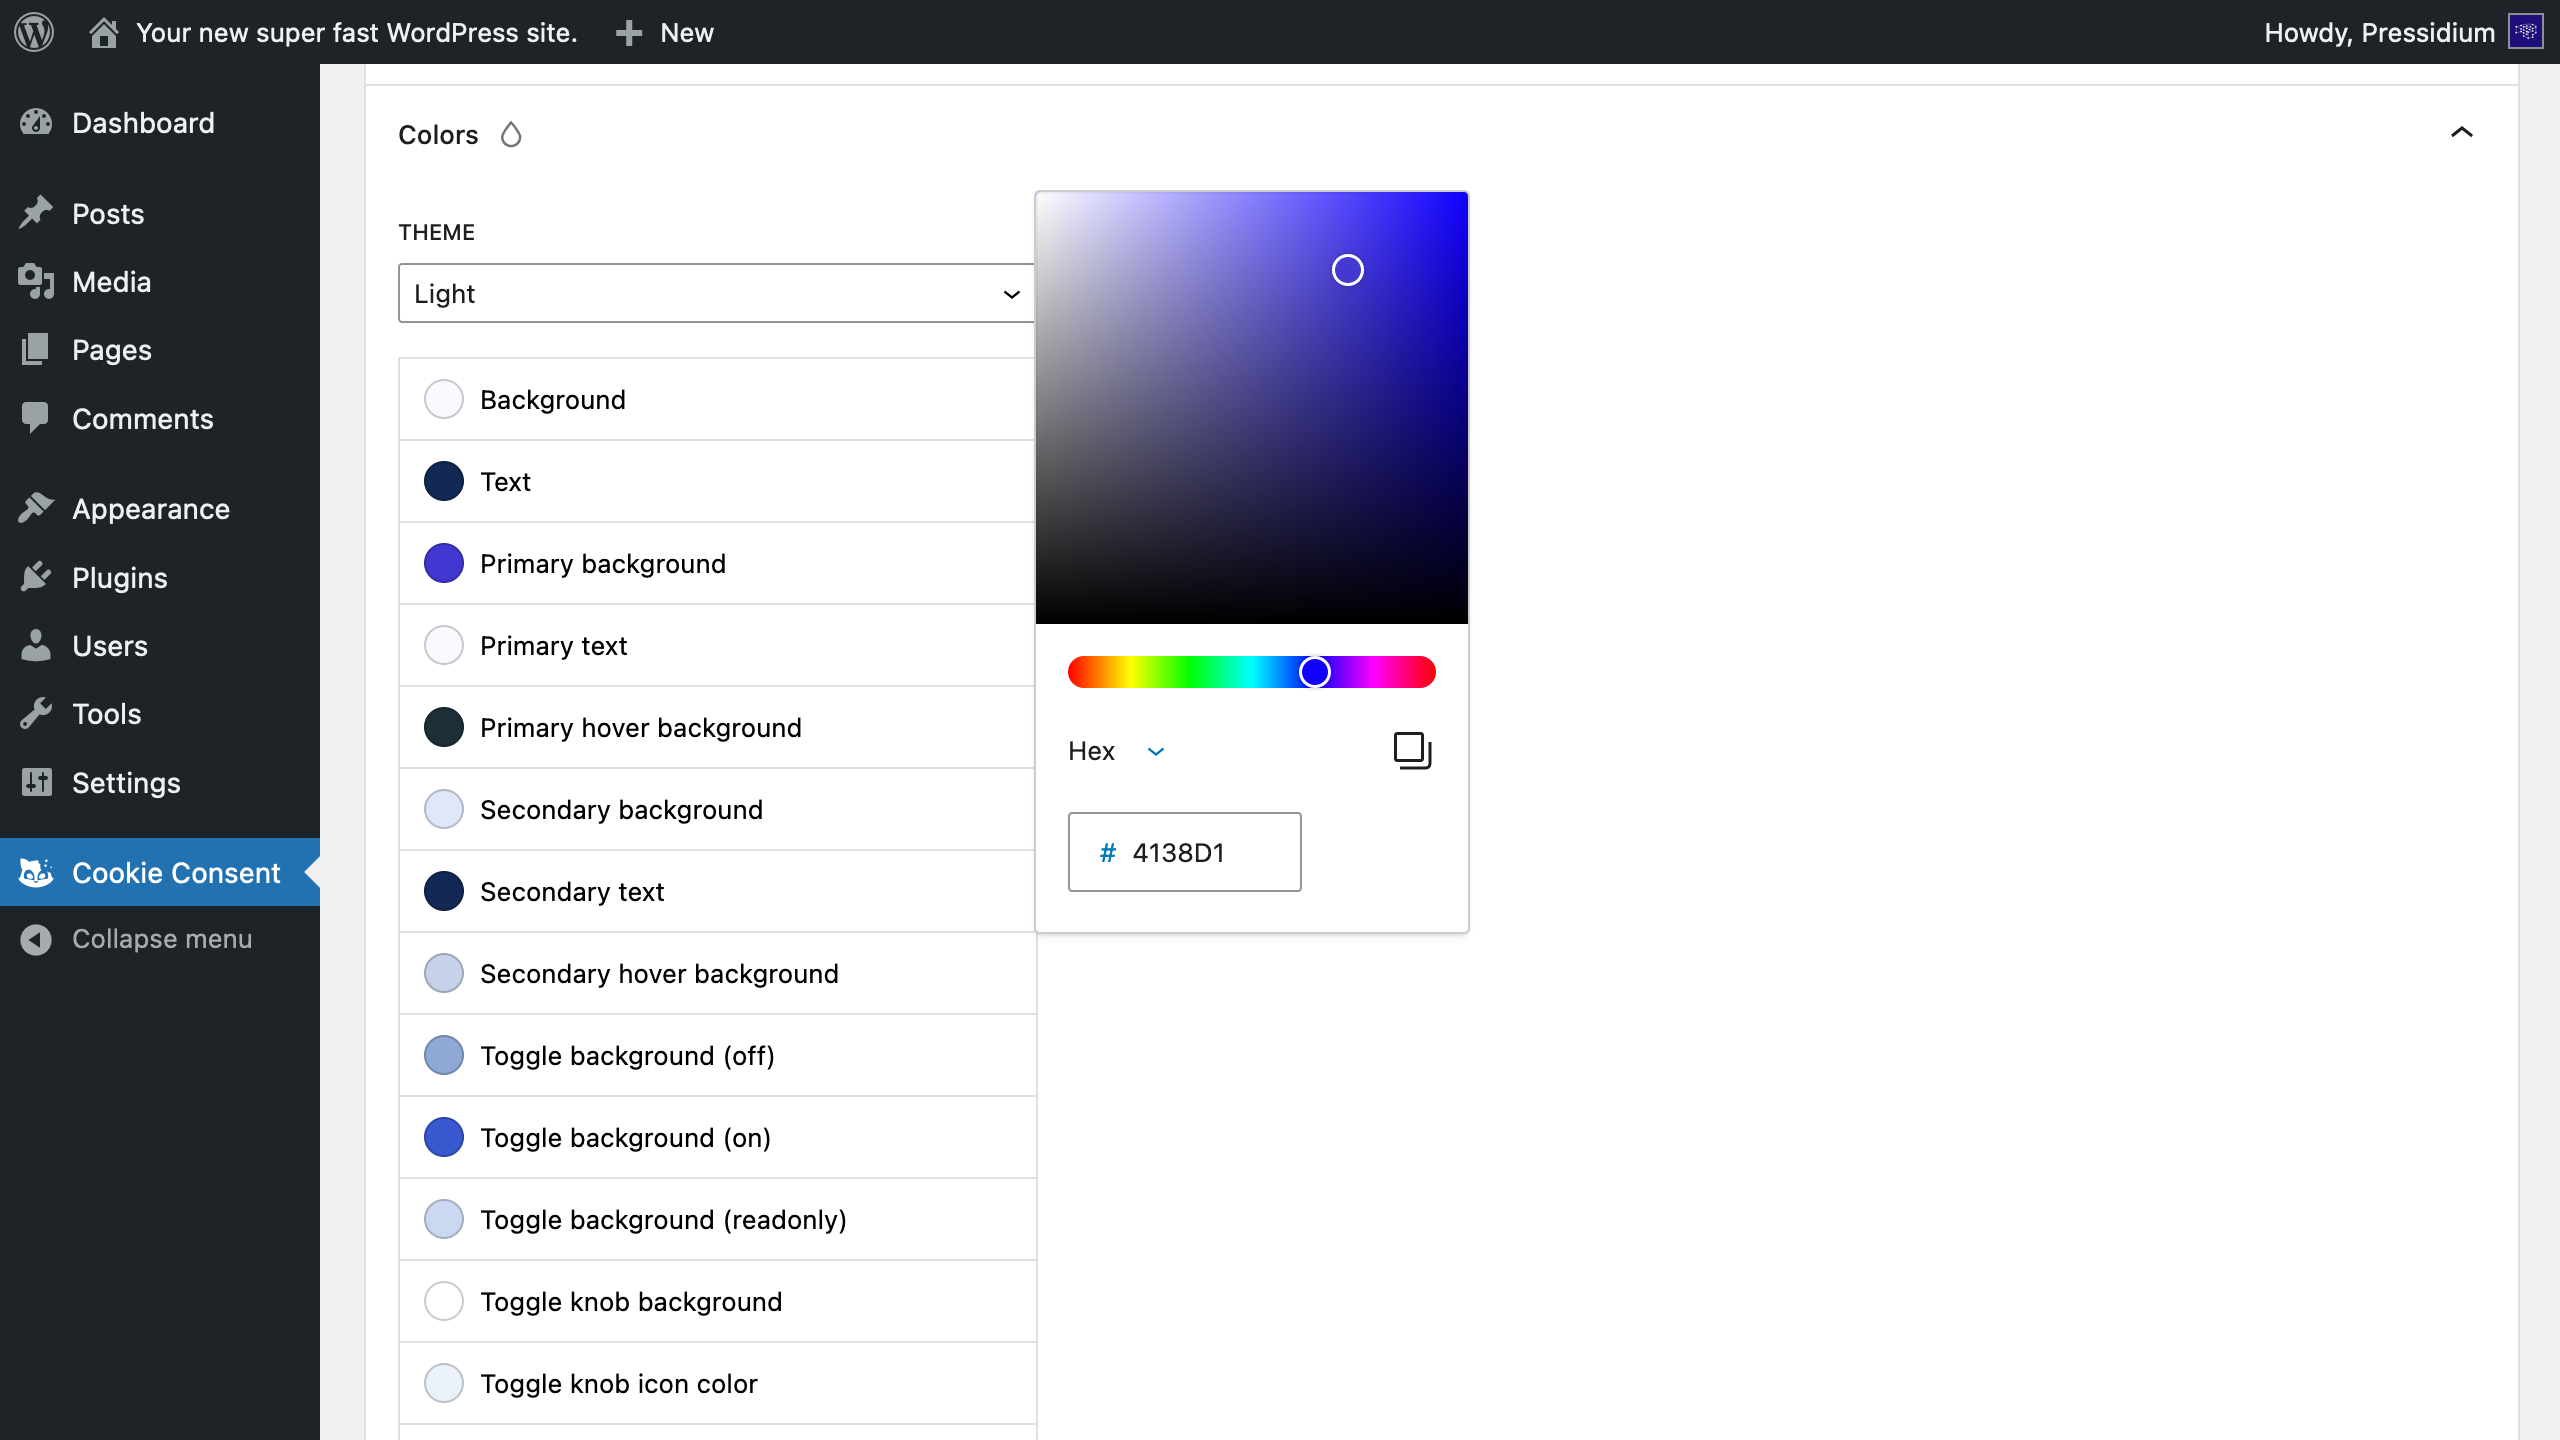 Your new super fast WordPress site.
New
Howdy, Pressidium
Dashboard
Posts
Media
Pages
Comments
Appearance
Plugins
Users
Tools
Settings
Cookie Consent
Collapse menu
Colors
THEME
Light
Background
Text
Primary background
Primary text
Primary hover background
Secondary background
Secondary text
Secondary hover background
Toggle background (off)
Toggle background (on)
Toggle background (readonly)
Toggle knob background
Toggle knob icon color
Hex
# 4138D1